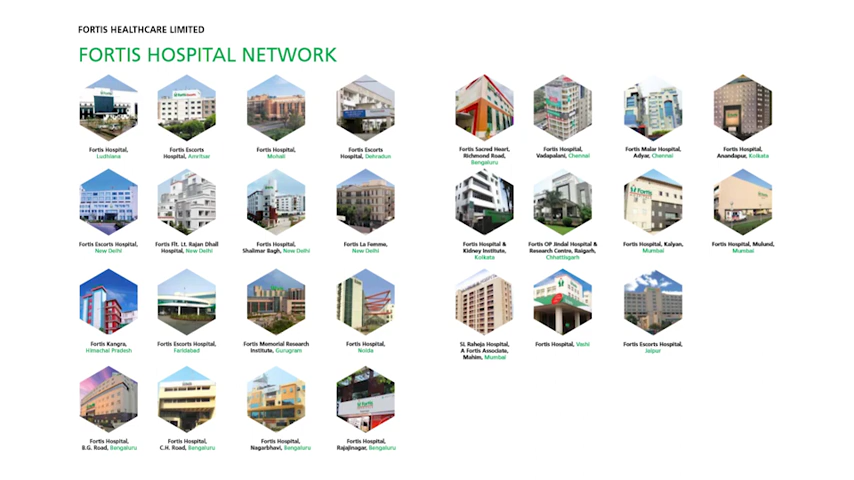 FORTIS HEALTHCARE LIMITED
FORTIS HOSPITAL NETWORK
Fortis Hospital,
Ludhiana
Fortis Escorts
Hospital, Amritsar
Fortis Hospital,
Mohali
Fortis Escorts
Hospital, Dehradun
Fortis Escorts Hospital,
New Delhi
Fortis Flt. Lt. Rajan Dhall
Hospital, New Delhi
Fortis Hospital,
Shalimar Bagh, New Delhi
Fortis La Femme,
New Delhi
Fortis Kangra,
Himachal Pradesh
Fortis Escorts Hospital,
Faridabad
Fortis Memorial Research
Institute, Gurugram
Fortis Hospital,
Noida
Fortis Hospital,
B.G. Road, Bengaluru
Fortis Hospital,
C.H. Road, Bengaluru
Fortis Hospital,
Nagarbhavi, Bengaluru
Fortis Hospital,
Rajajinagar, Bengaluru
Fortis Sacred Heart,
Richmond Road,
Bengaluru
Fortis Hospital,
Vadapalani, Chennai
Fortis Malar Hospital,
Adyar, Chennai
Fortis Hospital,
Anandapur, Kolkata
Fortis Hospital &
Kidney Institute,
Kolkata
Fortis OP Jindal Hospital &
Research Centre, Raigarh,
Chhettisgarh
Fortis Hospital, Kalyan,
Mumbai
Fortis Hospital, Mulund,
Mumbai
SL Raheja Hospital,
A Fortis Associate,
Mahim, Mumbai
Fortis Hospital, Vashi
Fortis Escorts Hospital,
Jaipur